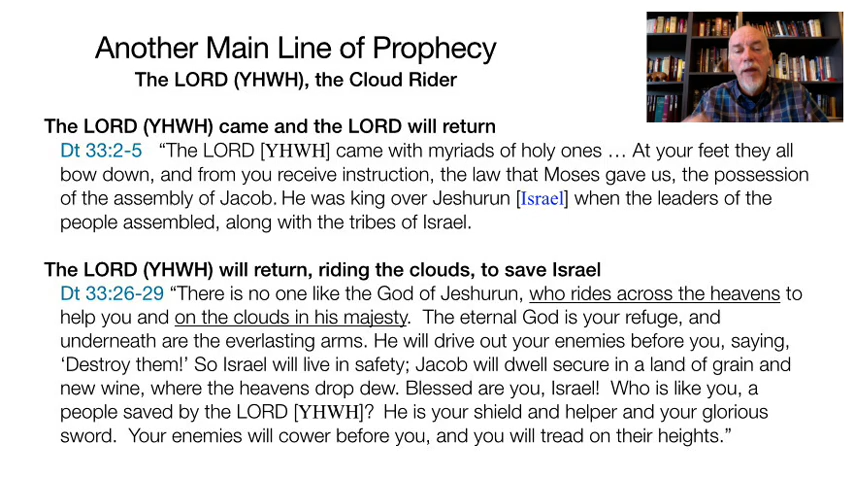 Another Main Line of Prophecy
The LORD (YHWH), the Cloud Rider
The LORD (YHWH) came and the LORD will return
Dt 33:2-5 “The LORD [YHWH] came with myriads of holy ones … At your feet they all
bow down, and from you receive instruction, the law that Moses gave us, the possession
of the assembly of Jacob. He was king over Jeshurun [Israel] when the leaders of the
people assembled, along with the tribes of Israel.
The LORD (YHWH) will return, riding the clouds, to save Israel
Dt 33:26-29 “There is no one like the God of Jeshurun, who rides across the heavens to
help you and on the clouds in his majesty. The eternal God is your refuge, and
underneath are the everlasting arms. He will drive out your enemies before you, saying,
‘Destroy them!’ So Israel will live in safety; Jacob will dwell secure in a land of grain and
new wine, where the heavens drop dew. Blessed are you, Israel! Who is like you, a
people saved by the LORD [YHWH]? He is your shield and helper and your glorious
sword. Your enemies will cower before you, and you will tread on their heights.”